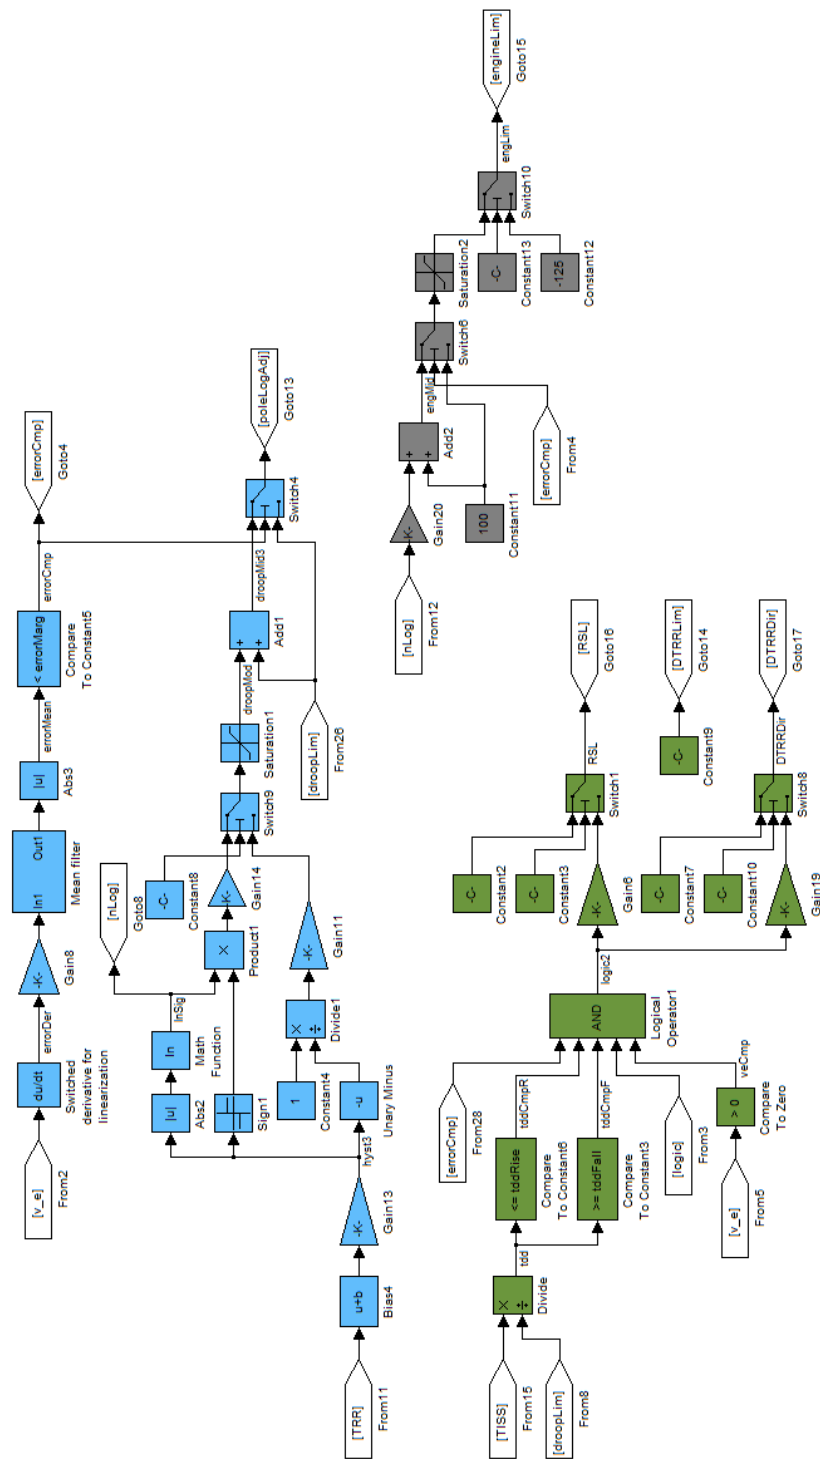 [v_e]
From2
du/dt
Switched
derivative for
linearization
errorDer
-K-
Gain8
In1
Out1
Mean filter
|u|
Abs3
errorMean
< errorMarg
Compare
To Constant5
errorCmp
[errorCmp]
Goto4
[TRR]
From11
u+b
Bias4
-K-
Gain13
hyst3
|u|
Abs2
ln
Math
Function
lnSig
[nLog]
Goto8
Sign1
×
Product1
1
Constant4
-u
Unary Minus
×
÷
Divide1
-K-
Gain11
-C-
Constant8
-K-
Gain14
Switch9
Saturation1
droopMod
[droopLim]
From26
+
+
Add1
droopMid3
Switch4
[poleLogAdj]
Goto13
[nLog]
From12
-K-
Gain20
100
Constant11
+
+
Add2
engMid
[errorCmp]
From4
Switch6
Saturation2
-C-
Constant13
-125
Constant12
Switch10
engLim
[engineLim]
Goto15
[TISS]
From15
[droopLim]
From8
×
÷
Divide
tdd
<= tddRise
Compare
To Constant6
>= tddFall
Compare
To Constant3
[errorCmp]
From28
tddCmpR
tddCmpF
[logic]
From3
[v_e]
From5
> 0
Compare
To Zero
veCmp
AND
Logical
Operator1
logic2
-C-
Constant2
-C-
Constant3
-K-
Gain6
Switch1
RSL
[RSL]
Goto16
-C-
Constant9
[DTRRLim]
Goto14
-C-
Constant7
-C-
Constant10
-K-
Gain19
Switch8
DTRRDir
[DTRRDir]
Goto17